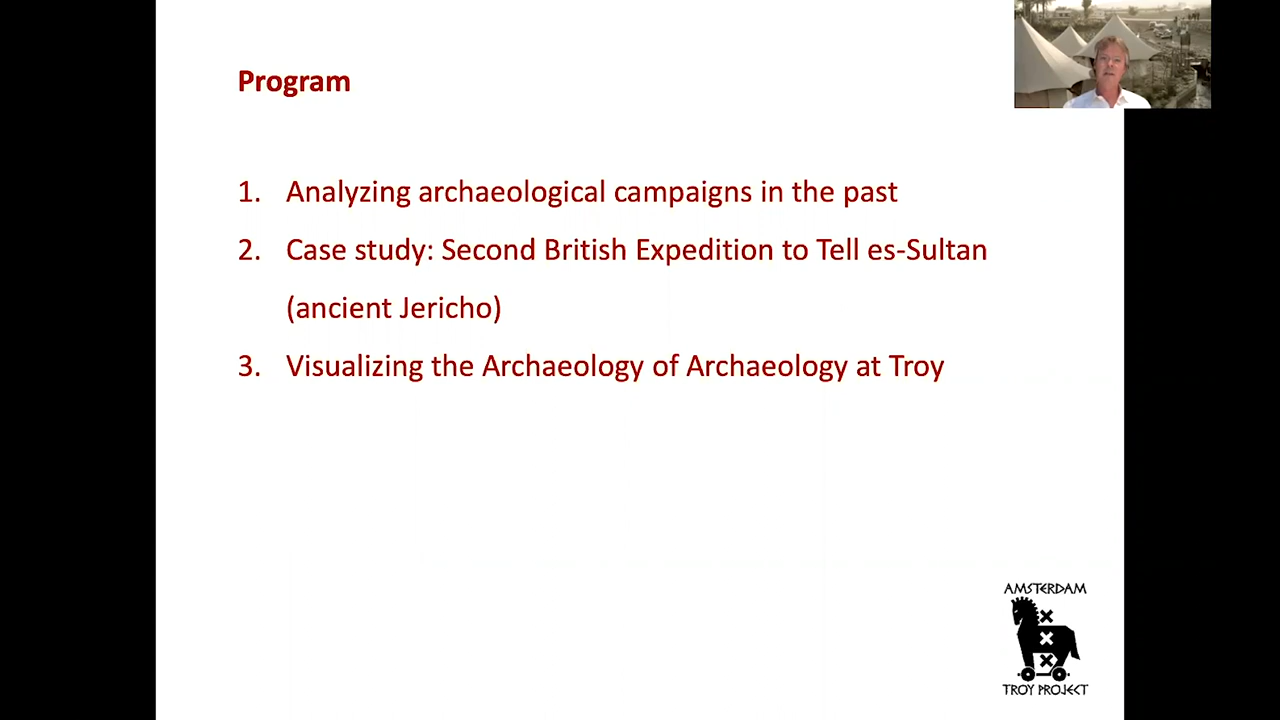 Program
1. Analyzing archaeological campaigns in the past
2. Case study: Second British Expedition to Tell es-Sultan
(ancient Jericho)
3. Visualizing the Archaeology of Archaeology at Troy
AMSTERDAM
TROY PROJECT